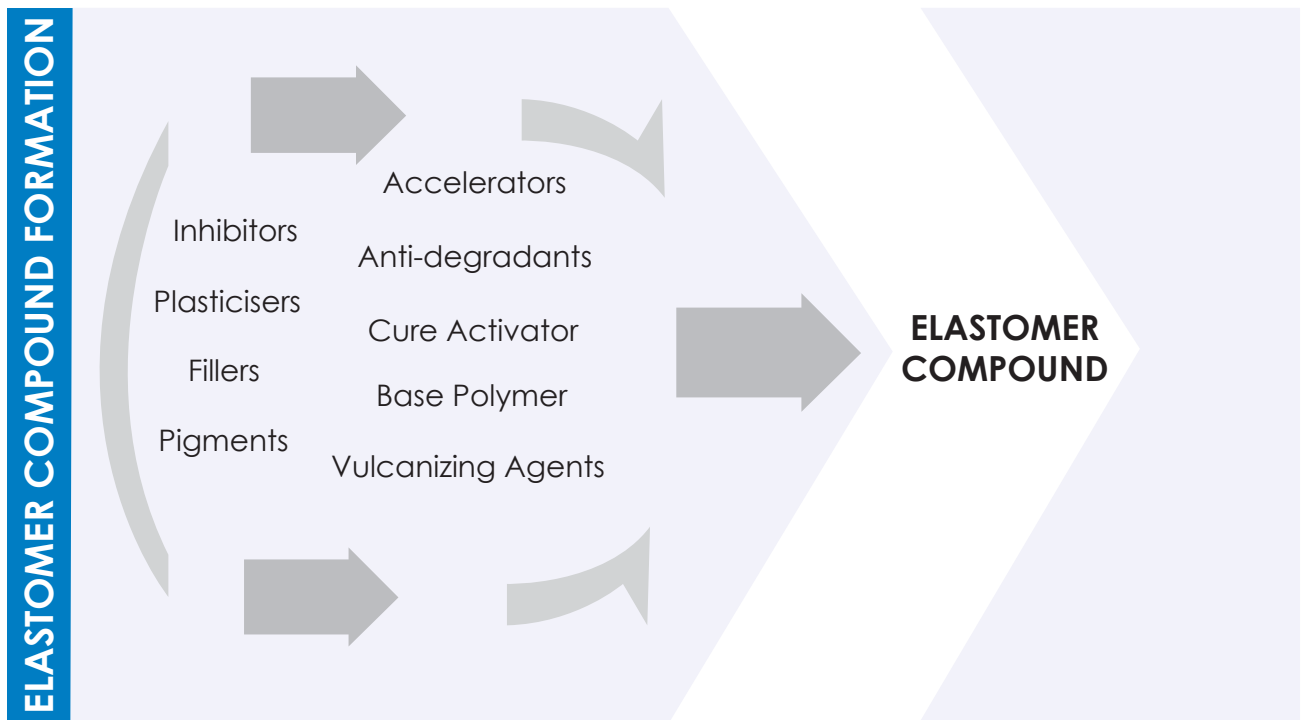 ELASTOMER COMPOUND FORMATION
Inhibitors
Plasticisers
Fillers
Pigments
Accelerators
Anti-degradants
Cure Activator
Base Polymer
Vulcanizing Agents
ELASTOMER
COMPOUND